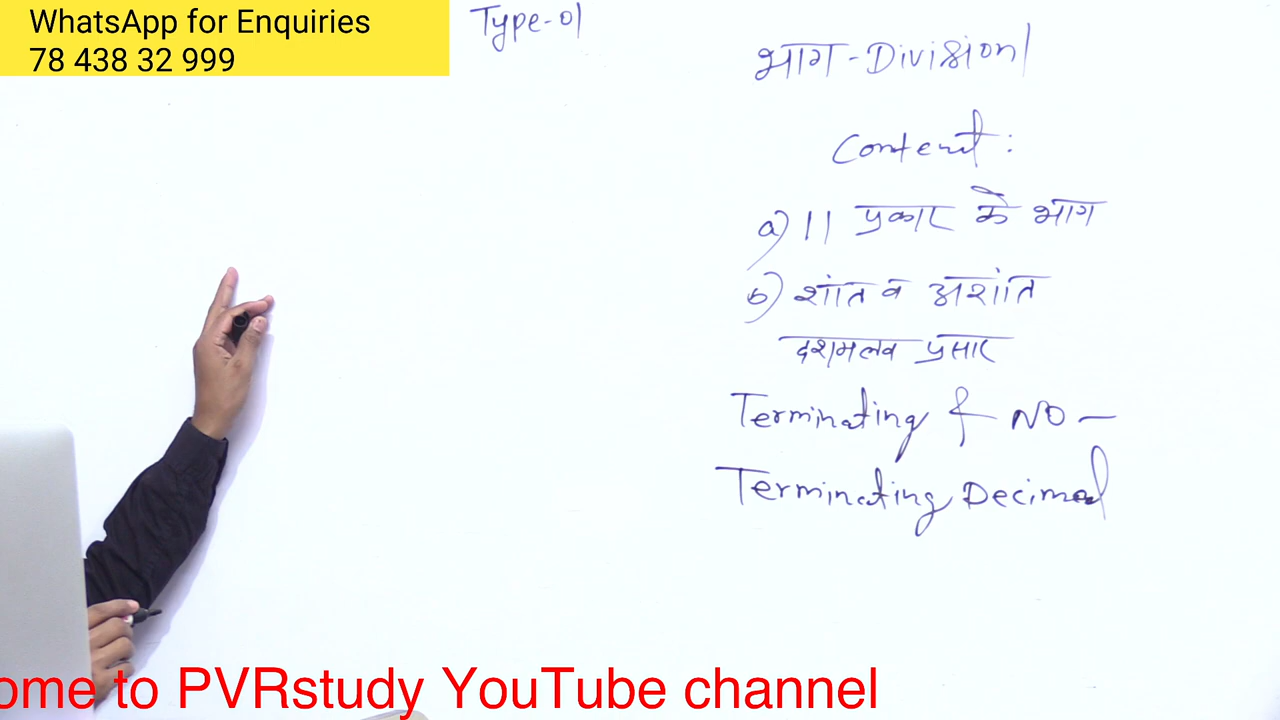 WhatsApp for Enquiries
78 438 32 999
Type-01
भाग - Division
Content :
a) 11 प्रकार के भाग
b) शांत व अशांत
दशमलव प्रसार
Terminating & NO -
Terminating Decimal
ome to PVRstudy YouTube channel